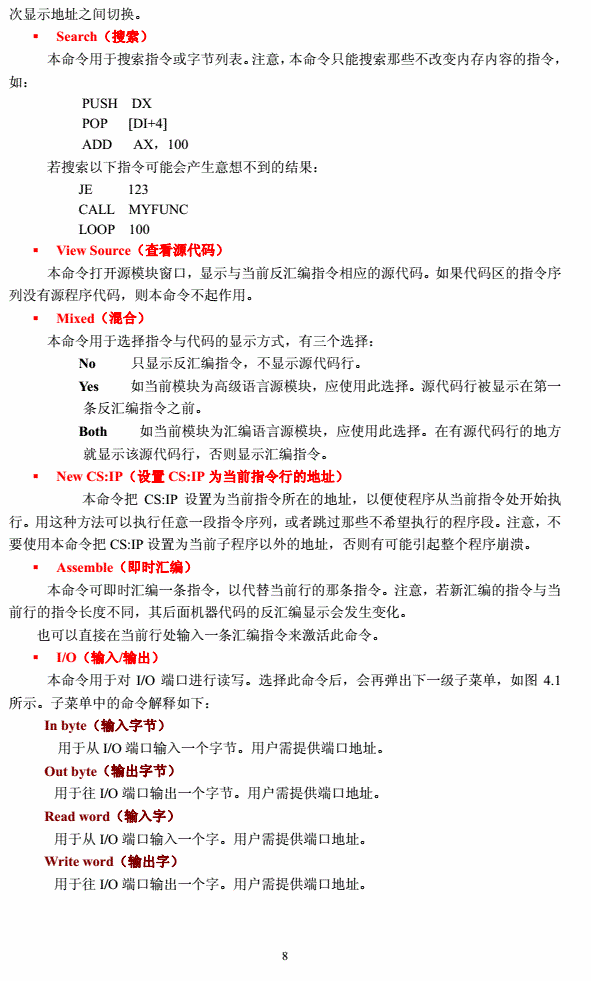 次显示地址之间切换。
▪ Search（搜索）
本命令用于搜索指令或字节列表。注意，本命令只能搜索那些不改变内存内容的指令，
如：
PUSH DX
POP [DI+4]
ADD AX，100
若搜索以下指令可能会产生意想不到的结果：
JE 123
CALL MYFUNC
LOOP 100
▪ View Source（查看源代码）
本命令打开源模块窗口，显示与当前反汇编指令相应的源代码。如果代码区的指令序
列没有源程序代码，则本命令不起作用。
▪ Mixed（混合）
本命令用于选择指令与代码的显示方式，有三个选择：
No 只显示反汇编指令，不显示源代码行。
Yes 如当前模块为高级语言源模块，应使用此选择。源代码行被显示在第一
条反汇编指令之前。
Both 如当前模块为汇编语言源模块，应使用此选择。在有源代码行的地方
就显示该源代码行，否则显示汇编指令。
▪ New CS:IP（设置 CS:IP 为当前指令行的地址）
本命令把 CS:IP 设置为当前指令所在的地址，以便使程序从当前指令处开始执
行。用这种方法可以执行任意一段指令序列，或者跳过那些不希望执行的程序段。注意，不
要使用本命令把 CS:IP 设置为当前子程序以外的地址，否则有可能引起整个程序崩溃。
▪ Assemble（即时汇编）
本命令可即时汇编一条指令，以代替当前行的那条指令。注意，若新汇编的指令与当
前行的指令长度不同，其后面机器代码的反汇编显示会发生变化。
也可以直接在当前行处输入一条汇编指令来激活此命令。
▪ I/O（输入/输出）
本命令用于对 I/O 端口进行读写。选择此命令后，会再弹出下一级子菜单，如图 4.1
所示。子菜单中的命令解释如下：
In byte（输入字节）
用于从 I/O 端口输入一个字节。用户需提供端口地址。
Out byte（输出字节）
用于往 I/O 端口输出一个字节。用户需提供端口地址。
Read word（输入字）
用于从 I/O 端口输入一个字。用户需提供端口地址。
Write word（输出字）
用于往 I/O 端口输出一个字。用户需提供端口地址。
8